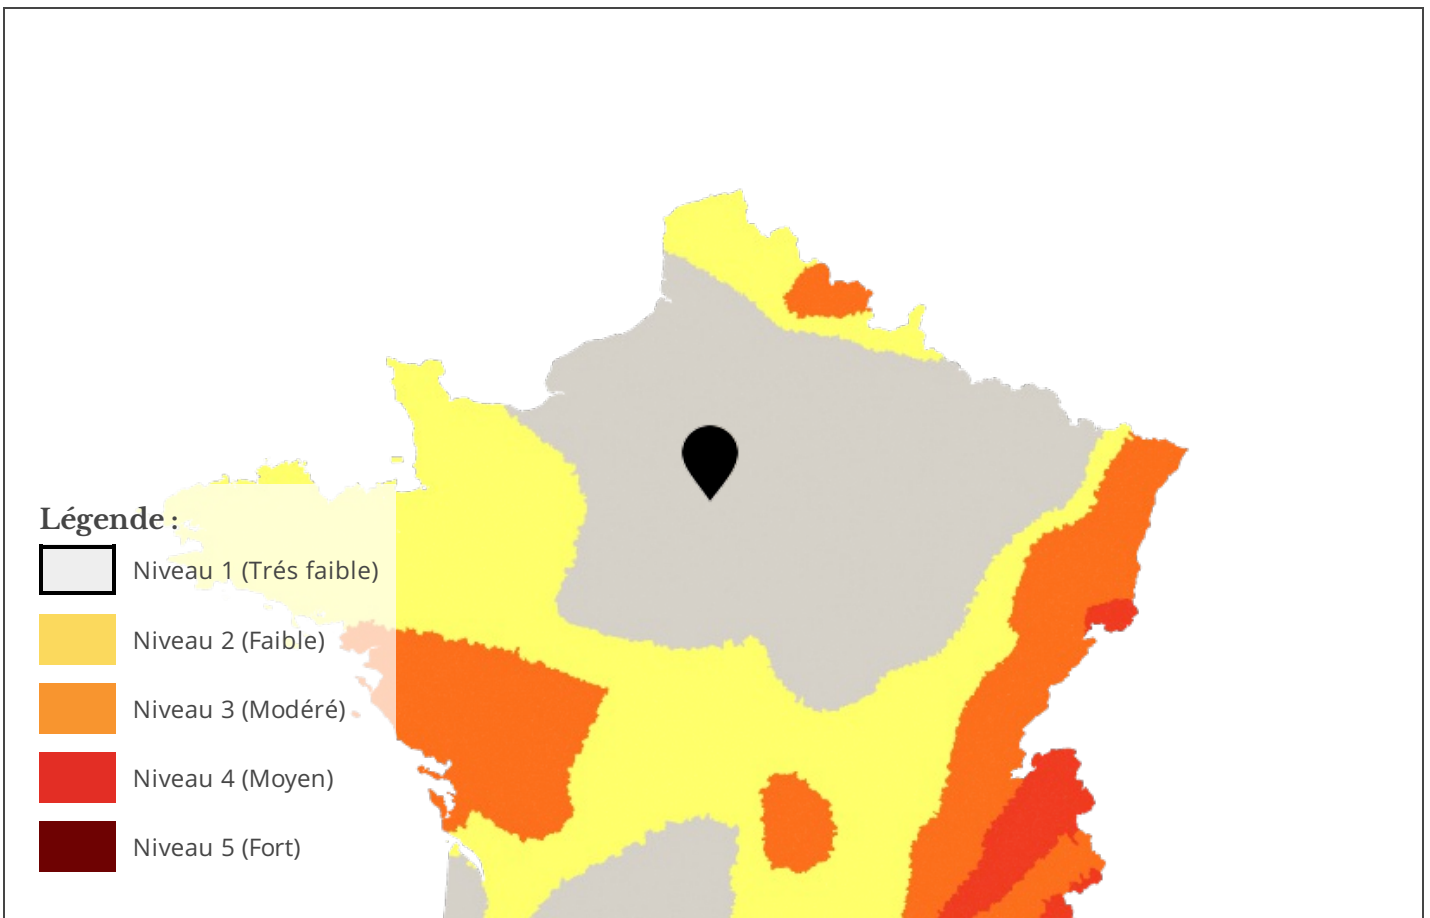 Légende :
Niveau 1 (Trés faible)
Niveau 2 (Faible)
Niveau 3 (Modéré)
Niveau 4 (Moyen)
Niveau 5 (Fort)